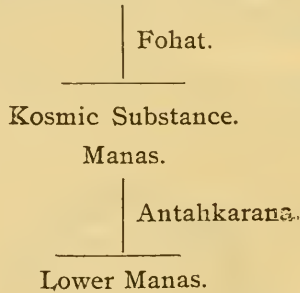 Fohat.
Kosmic Substance.
Manas.
Antahkarana.
Lower Manas.